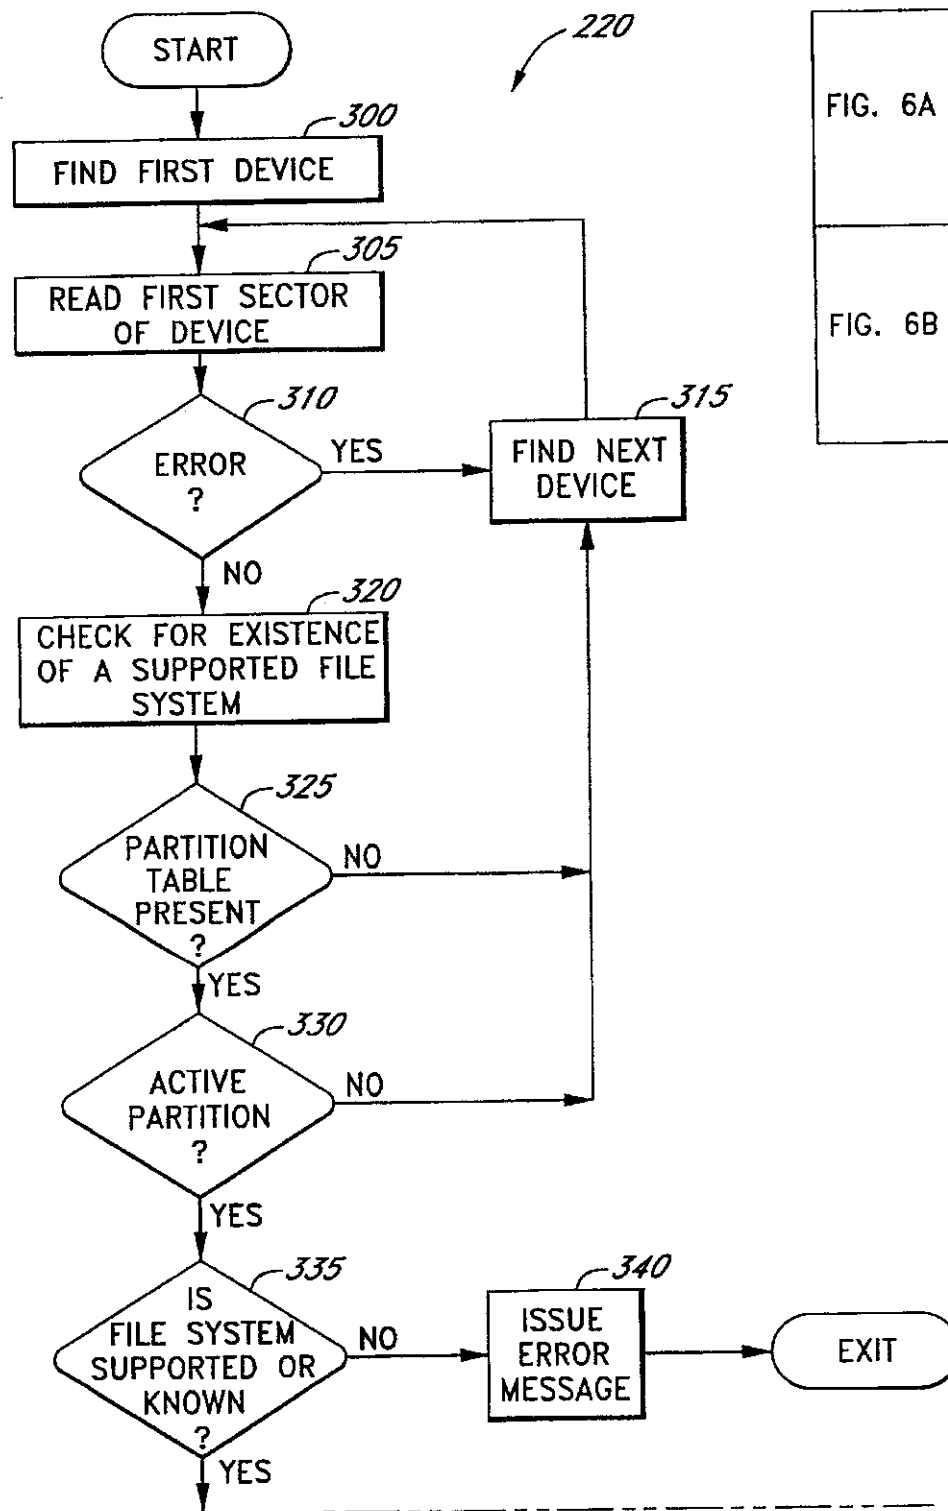 220
START
300
FIND FIRST DEVICE
305
READ FIRST SECTOR
OF DEVICE
310
ERROR
?
YES
315
FIND NEXT
DEVICE
NO
320
CHECK FOR EXISTENCE
OF A SUPPORTED FILE
SYSTEM
325
PARTITION
TABLE
PRESENT
?
NO
YES
330
ACTIVE
PARTITION
?
NO
YES
335
IS
FILE SYSTEM
SUPPORTED OR
KNOWN
?
NO
340
ISSUE
ERROR
MESSAGE
EXIT
YES
FIG. 6A
FIG. 6B